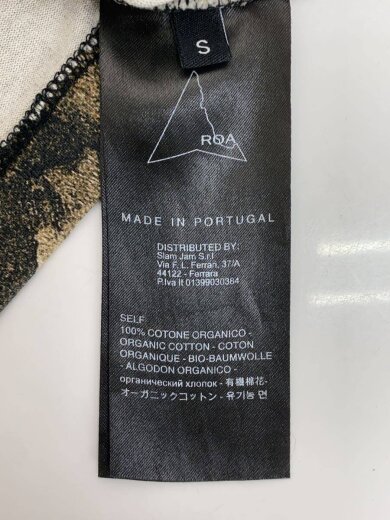 S
ROA
MADE IN PORTUGAL
DISTRIBUTED BY:
Slam Jam S.r.l
Via F. L. Ferrari, 37/A
44122 - Ferrara
P.Iva It 01399030384
SELF:
100% COTONE ORGANICO -
ORGANIC COTTON - COTON
ORGANIQUE - BIO-BAUMWOLLE
- ALGODON ORGANICO -
органический хлопок - 有機棉花-
オーガニックコットン - 유기농 면